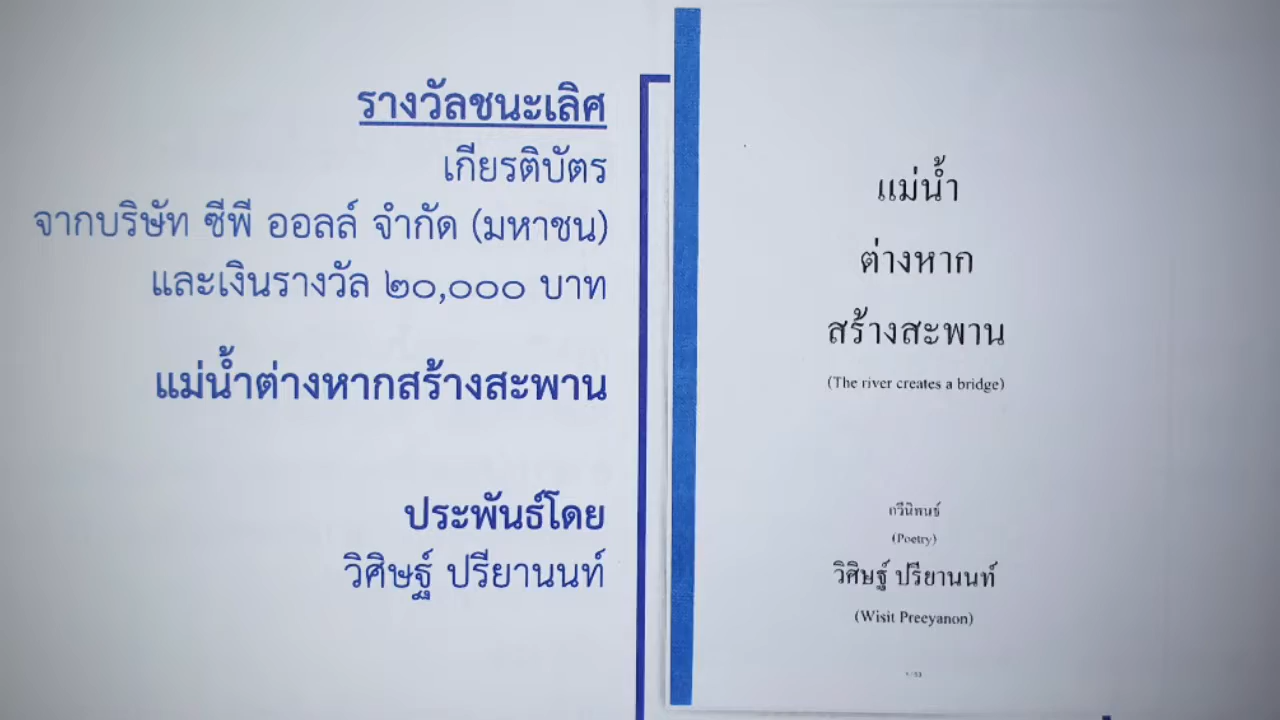 รางวัลชนะเลิศ
เกียรติบัตร
จากบริษัท ซีพี ออลล์ จำกัด (มหาชน)
และเงินรางวัล ๒๐,๐๐๐ บาท
แม่น้ำต่างหากสร้างสะพาน
ประพันธ์โดย
วิศิษฐ์ ปรียานนท์
แม่น้ำ
ต่างหาก
สร้างสะพาน
(The river creates a bridge)
กวีนิพนธ์
(Poetry)
วิศิษฐ์ ปรียานนท์
(Wisit Preeyanon)